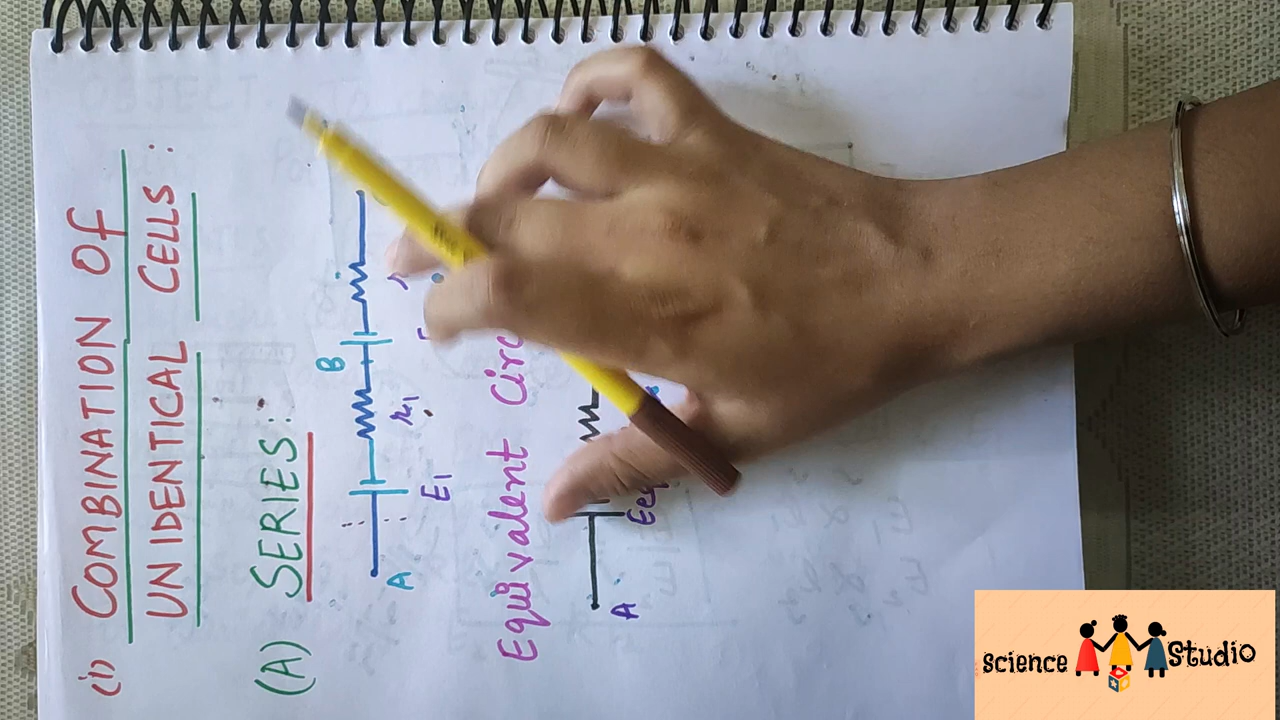 (i) COMBINATION OF
UNIDENTICAL CELLS:
(A) SERIES:
B
A
E1
r1
Equivalent
A
Science Studio